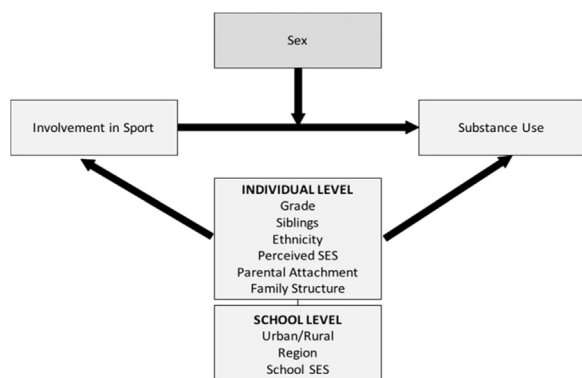 Sex
Involvement in Sport
Substance Use
INDIVIDUAL LEVEL
Grade
Siblings
Ethnicity
Perceived SES
Parental Attachment
Family Structure
SCHOOL LEVEL
Urban/Rural
Region
School SES